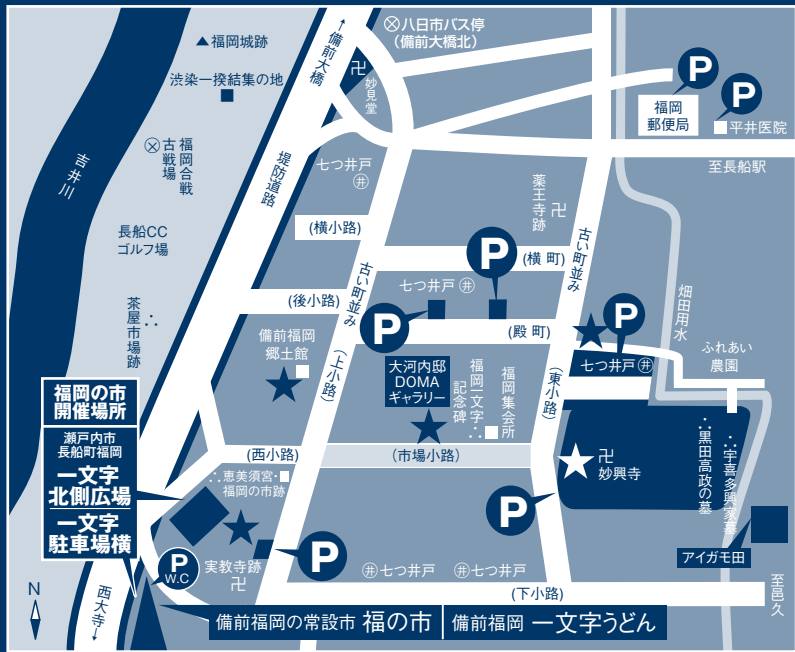 ▲福岡城跡
渋染一揆結集の地
福岡合戦
古戦場
吉井川
長船CC
ゴルフ場
茶屋市場跡
↑備前大橋
堤防道路
八日市バス停
(備前大橋北)
卍
妙見堂
P
福岡
郵便局
P
平井医院
至長船駅
七つ井戸
井
薬王寺跡
卍
(横小路)
古い町並み
(横 町)
P
古い町並み
七つ井戸 井
(後小路)
P
(殿 町)
P
七つ井戸 井
畑田用水
ふれあい
農園
備前福岡
郷土館
(上小路)
大河内邸
DOMA
ギャラリー
福岡一文字
記念碑
福岡集会所
(東小路)
福岡の市
開催場所
瀬戸内市
長船町福岡
一文字
北側広場
一文字
駐車場横
(西小路)
(市場小路)
恵美須宮・
福岡の市跡
卍
妙興寺
黒田高政の墓
宇喜多興家墓
P
P
P
W.C
実教寺跡
卍
井 七つ井戸
井 七つ井戸
(下小路)
アイガモ田
至邑久
N
西大寺→
備前福岡の常設市 福の市
備前福岡 一文字うどん